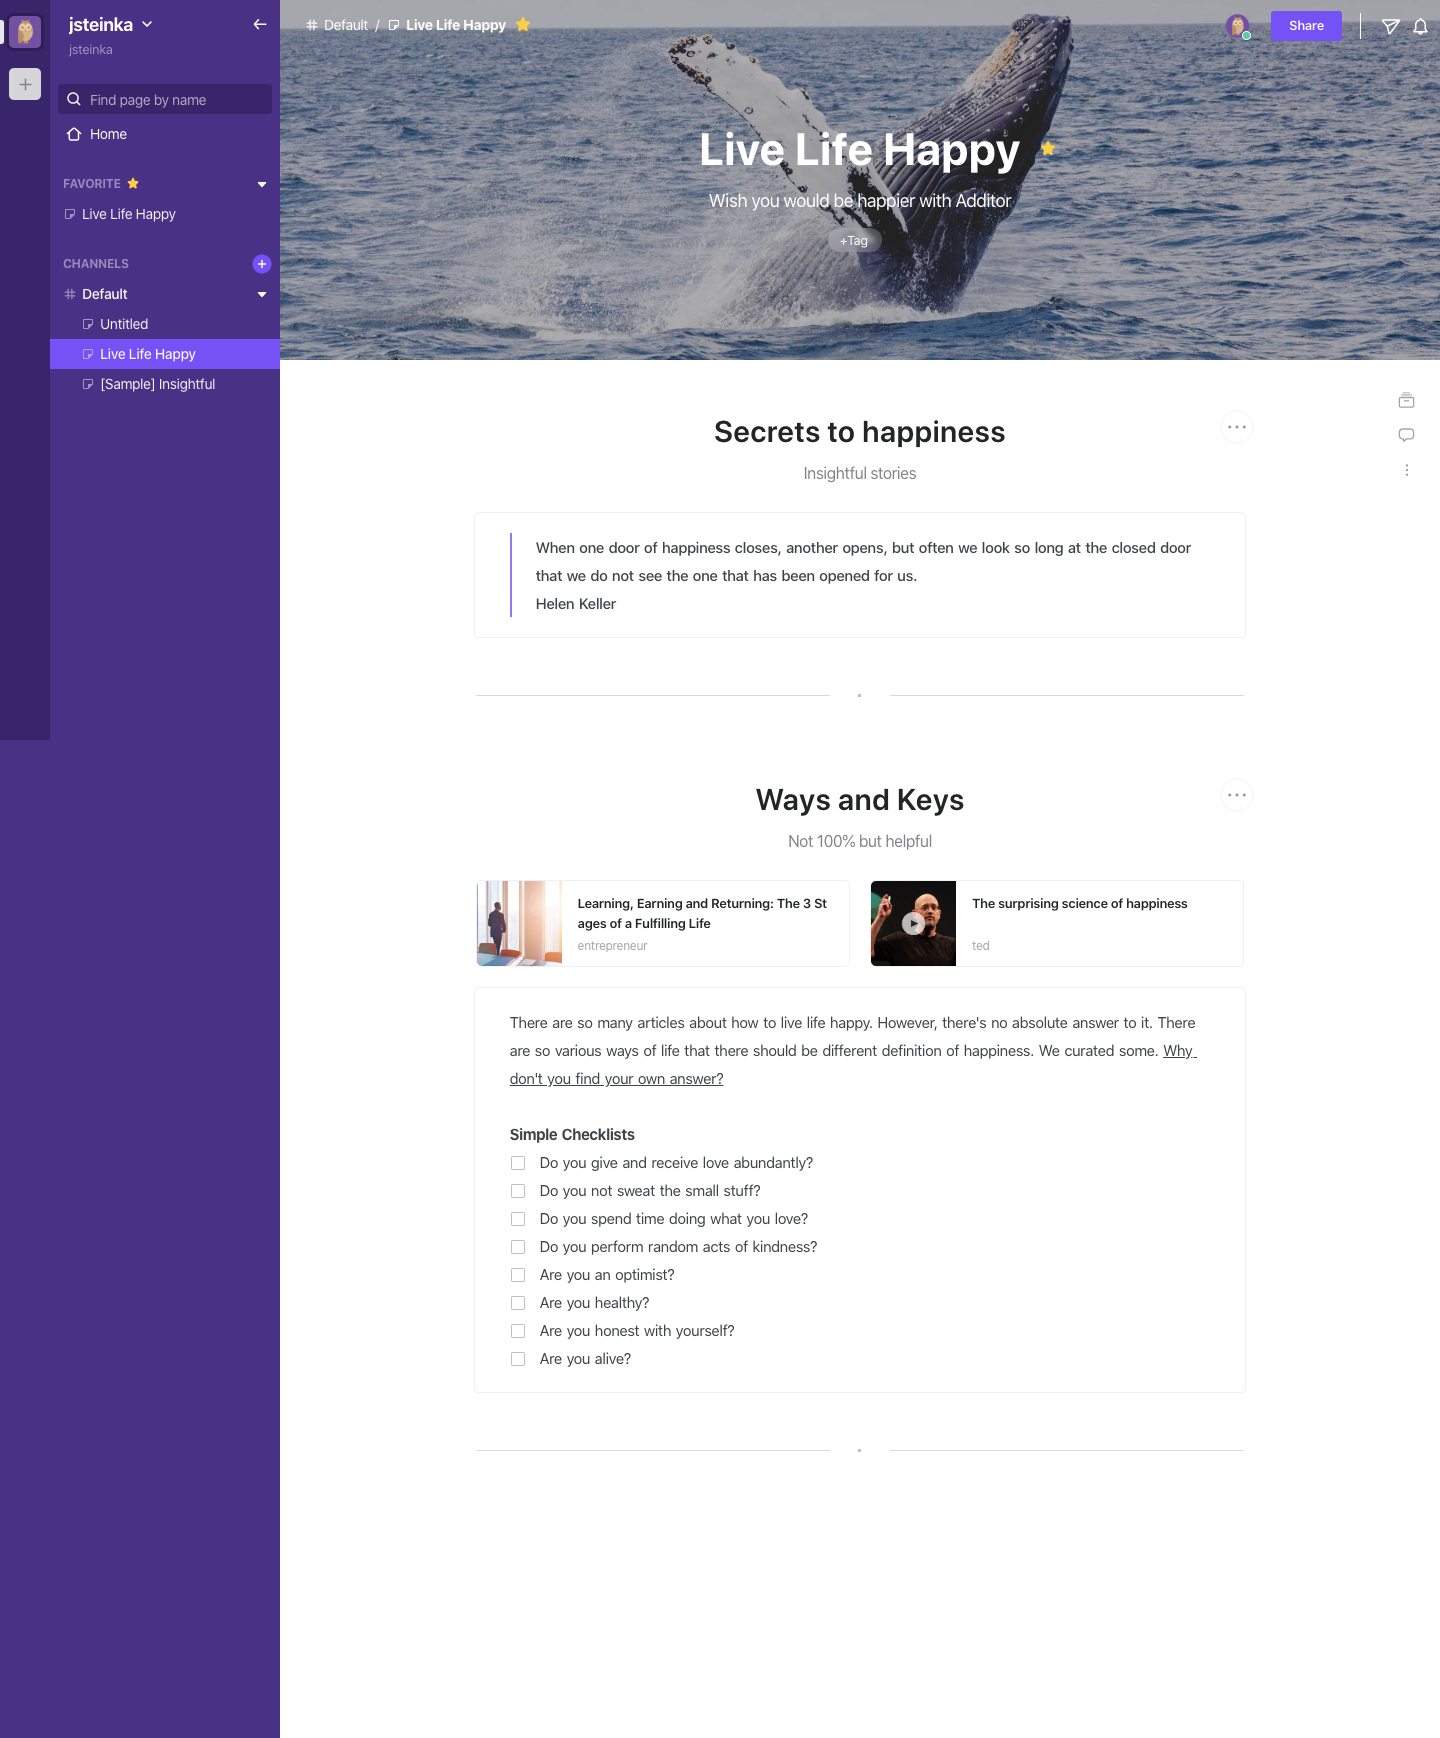 jsteinka
jsteinka
Find page by name
Home
FAVORITE
Live Life Happy
CHANNELS
Default
Untitled
Live Life Happy
[Sample] Insightful
Default / Live Life Happy
Share
Live Life Happy
Wish you would be happier with Additor
+Tag
Secrets to happiness
Insightful stories
When one door of happiness closes, another opens, but often we look so long at the closed door
that we do not see the one that has been opened for us.
Helen Keller
Ways and Keys
Not 100% but helpful
Learning, Earning and Returning: The 3 St
ages of a Fulfilling Life
entrepreneur
The surprising science of happiness
ted
There are so many articles about how to live life happy. However, there's no absolute answer to it. There
are so various ways of life that there should be different definition of happiness. We curated some. Why
don't you find your own answer?
Simple Checklists
Do you give and receive love abundantly?
Do you not sweat the small stuff?
Do you spend time doing what you love?
Do you perform random acts of kindness?
Are you an optimist?
Are you healthy?
Are you honest with yourself?
Are you alive?